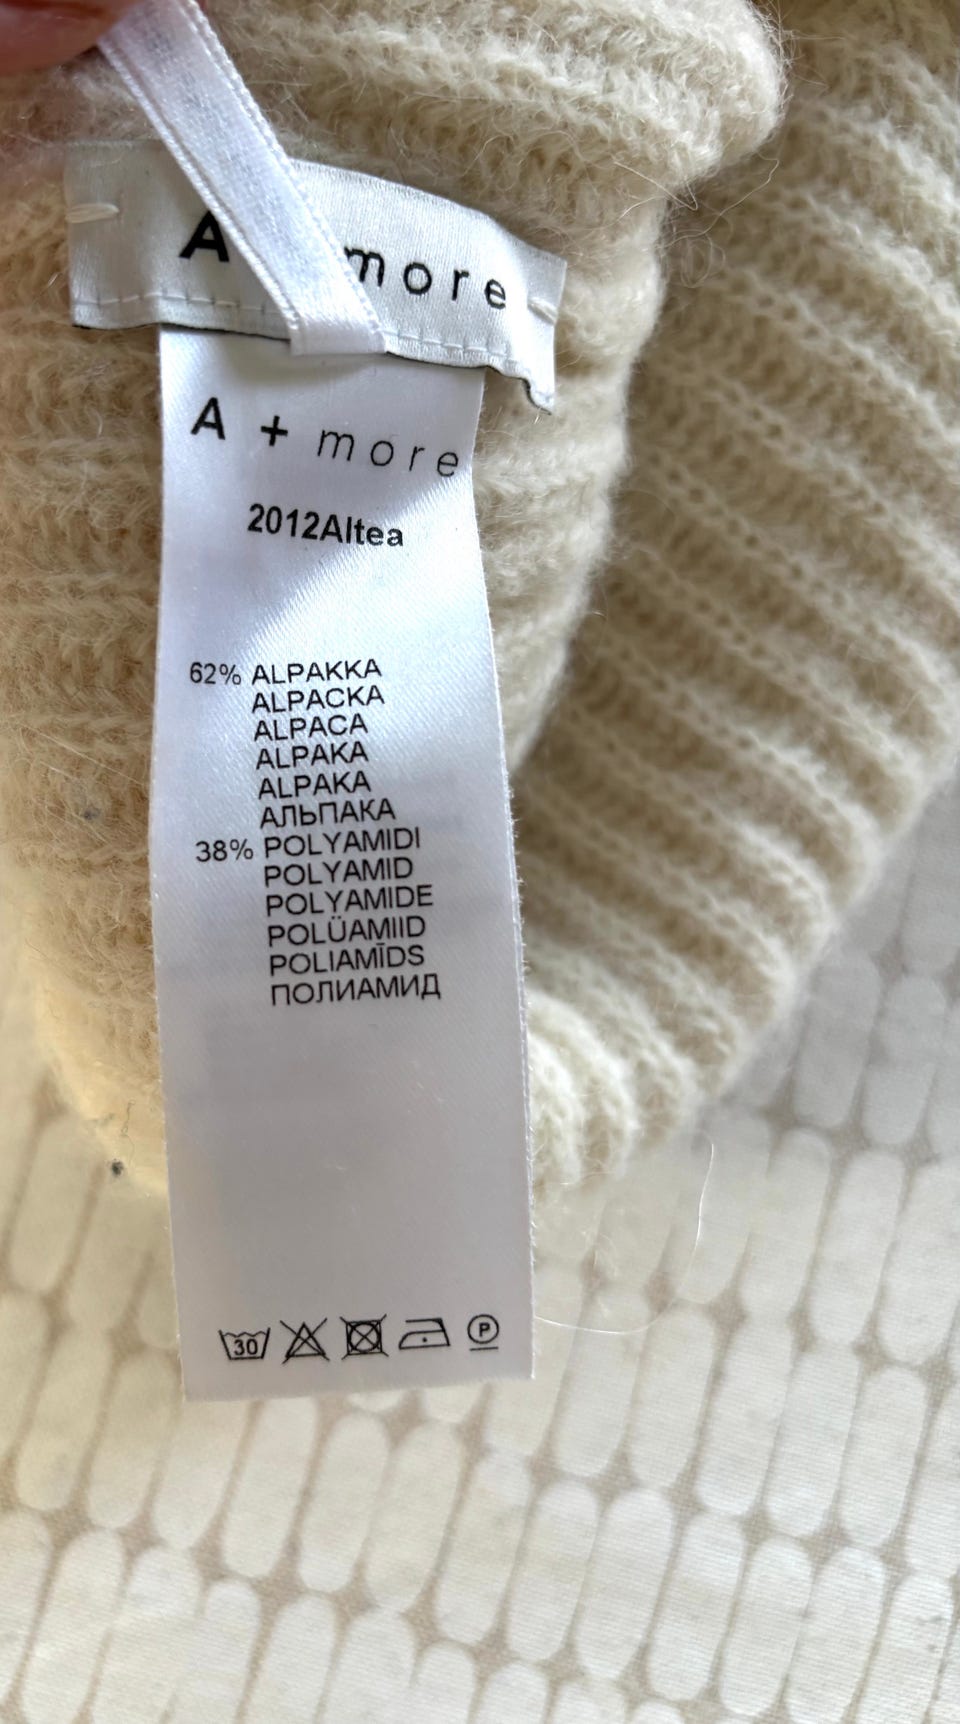 A more
A + more
2012Altea
62% ALPAKKA
ALPACKA
ALPACA
ALPAKA
ALPAKA
АЛЬПАКА
38% POLYAMIDI
POLYAMID
POLYAMIDE
POLÜAMIID
POLIAMĪDS
ПОЛИАМИД
30 P